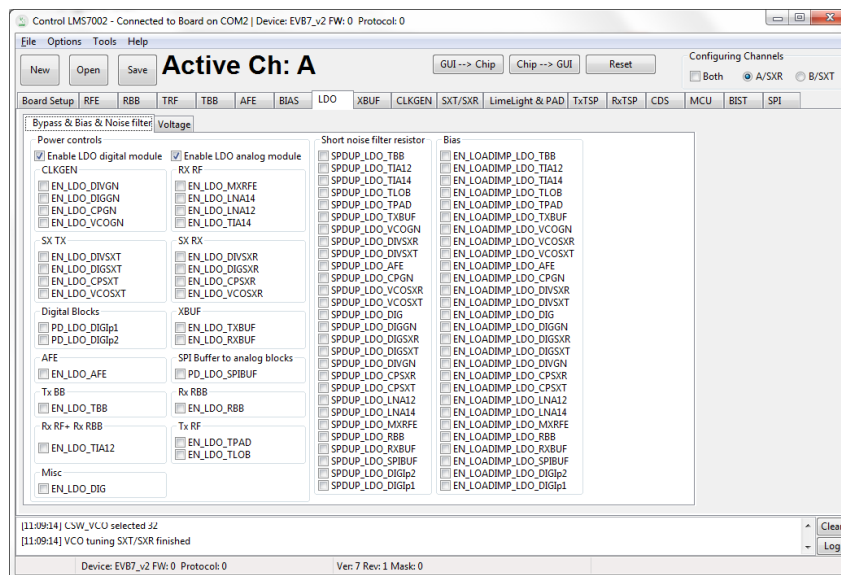 Control LMS7002 - Connected to Board on COM2 | Device: EVB7_v2 FW: 0 Protocol: 0
File Options Tools Help
New Open Save Active Ch: A GUI --> Chip Chip --> GUI Reset
Configuring Channels
Both A/SXR B/SXT
Board Setup RFE RBB TRF TBB AFE BIAS LDO XBUF CLKGEN SXT/SXR LimeLight & PAD TxTSP RxTSP CDS MCU BIST SPI
Bypass & Bias & Noise filter Voltage
Power controls
Enable LDO digital module Enable LDO analog module
CLKGEN
EN_LDO_DIVGN
EN_LDO_DIGGN
EN_LDO_CPGN
EN_LDO_VCOGN
RX RF
EN_LDO_MXRFE
EN_LDO_LNA14
EN_LDO_LNA12
EN_LDO_TIA14
SX TX
EN_LDO_DIVSXT
EN_LDO_DIGSXT
EN_LDO_CPSXT
EN_LDO_VCOSXT
SX RX
EN_LDO_DIVSXR
EN_LDO_DIGSXR
EN_LDO_CPSXR
EN_LDO_VCOSXR
Digital Blocks
PD_LDO_DIGIp1
PD_LDO_DIGIp2
XBUF
EN_LDO_TXBUF
EN_LDO_RXBUF
AFE
EN_LDO_AFE
SPI Buffer to analog blocks
PD_LDO_SPIBUF
Tx BB
EN_LDO_TBB
Rx RBB
EN_LDO_RBB
Rx RF+ Rx RBB
EN_LDO_TIA12
Tx RF
EN_LDO_TPAD
EN_LDO_TLOB
Misc
EN_LDO_DIG
Short noise filter resistor
SPDUP_LDO_TBB
SPDUP_LDO_TIA12
SPDUP_LDO_TIA14
SPDUP_LDO_TLOB
SPDUP_LDO_TPAD
SPDUP_LDO_TXBUF
SPDUP_LDO_VCOGN
SPDUP_LDO_DIVSXR
SPDUP_LDO_DIVSXT
SPDUP_LDO_AFE
SPDUP_LDO_CPGN
SPDUP_LDO_VCOSXR
SPDUP_LDO_VCOSXT
SPDUP_LDO_DIG
SPDUP_LDO_DIGGN
SPDUP_LDO_DIGSXR
SPDUP_LDO_DIGSXT
SPDUP_LDO_DIVGN
SPDUP_LDO_CPSXR
SPDUP_LDO_CPSXT
SPDUP_LDO_LNA12
SPDUP_LDO_LNA14
SPDUP_LDO_MXRFE
SPDUP_LDO_RBB
SPDUP_LDO_RXBUF
SPDUP_LDO_SPIBUF
SPDUP_LDO_DIGIp2
SPDUP_LDO_DIGIp1
Bias
EN_LOADIMP_LDO_TBB
EN_LOADIMP_LDO_TIA12
EN_LOADIMP_LDO_TIA14
EN_LOADIMP_LDO_TLOB
EN_LOADIMP_LDO_TPAD
EN_LOADIMP_LDO_TXBUF
EN_LOADIMP_LDO_VCOGN
EN_LOADIMP_LDO_VCOSXR
EN_LOADIMP_LDO_VCOSXT
EN_LOADIMP_LDO_AFE
EN_LOADIMP_LDO_CPGN
EN_LOADIMP_LDO_DIVSXR
EN_LOADIMP_LDO_DIVSXT
EN_LOADIMP_LDO_DIG
EN_LOADIMP_LDO_DIGGN
EN_LOADIMP_LDO_DIGSXR
EN_LOADIMP_LDO_DIGSXT
EN_LOADIMP_LDO_DIVGN
EN_LOADIMP_LDO_CPSXR
EN_LOADIMP_LDO_CPSXT
EN_LOADIMP_LDO_LNA12
EN_LOADIMP_LDO_LNA14
EN_LOADIMP_LDO_MXRFE
EN_LOADIMP_LDO_RBB
EN_LOADIMP_LDO_RXBUF
EN_LOADIMP_LDO_SPIBUF
EN_LOADIMP_LDO_DIGIp2
EN_LOADIMP_LDO_DIGIp1
[11:09:14] CSW_VCO selected 32
[11:09:14] VCO tuning SXT/SXR finished
Clear
Log
Device: EVB7_v2 FW: 0 Protocol: 0 Ver: 7 Rev: 1 Mask: 0